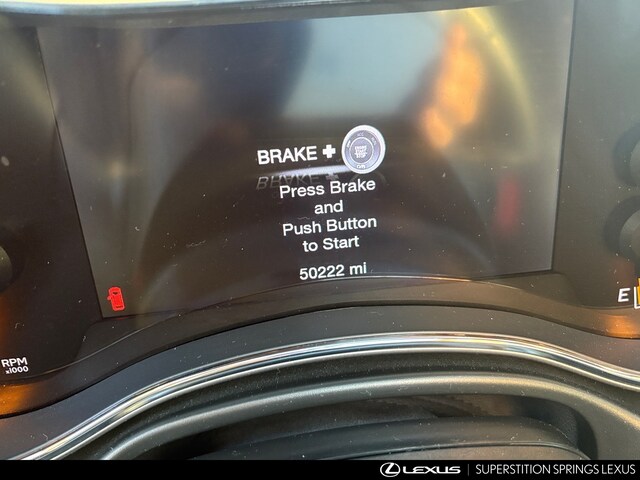 BRAKE +
Press Brake
and
Push Button
to Start
50222 mi
E
RPM
x1000
LEXUS | SUPERSTITION SPRINGS LEXUS